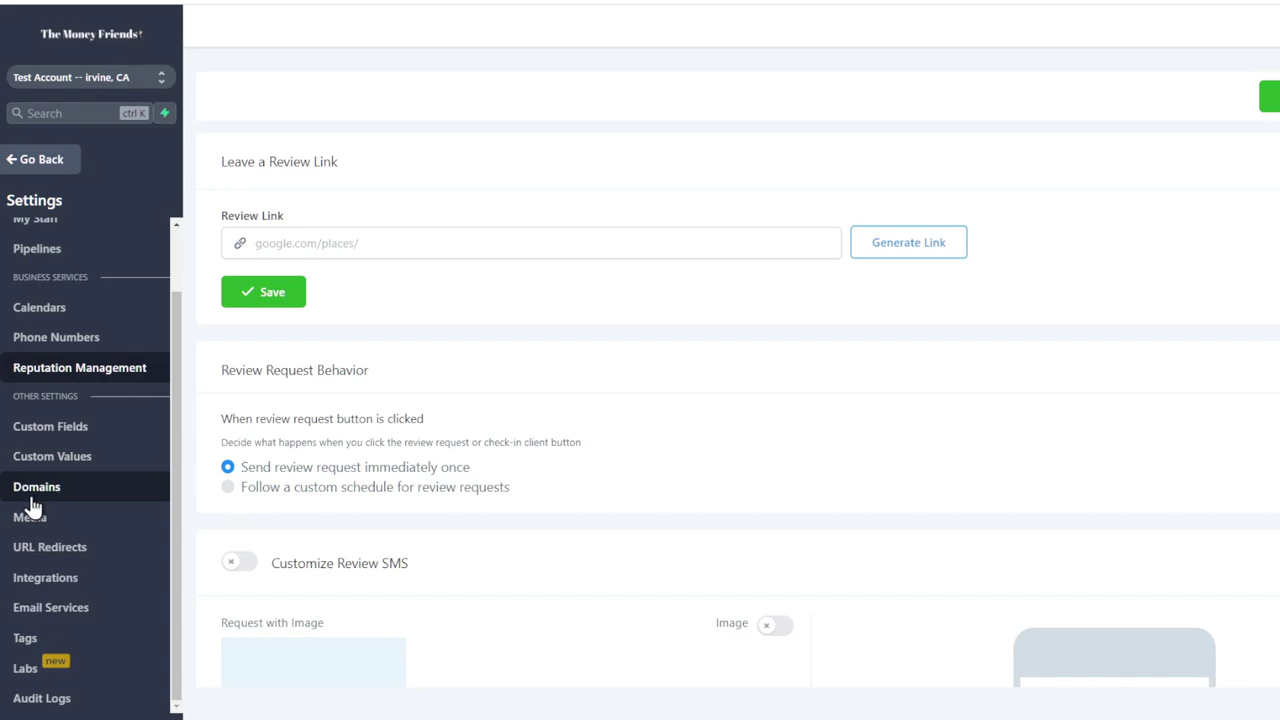 The Money Friends
Test Account -- irvine, CA
Search ctrl K
Go Back
Settings
My Staff
Pipelines
BUSINESS SERVICES
Calendars
Phone Numbers
Reputation Management
OTHER SETTINGS
Custom Fields
Custom Values
Domains
Media
URL Redirects
Integrations
Email Services
Tags
Labs new
Audit Logs
Leave a Review Link
Review Link
google.com/places/
Generate Link
Save
Review Request Behavior
When review request button is clicked
Decide what happens when you click the review request or check-in client button
Send review request immediately once
Follow a custom schedule for review requests
Customize Review SMS
Request with Image
Image